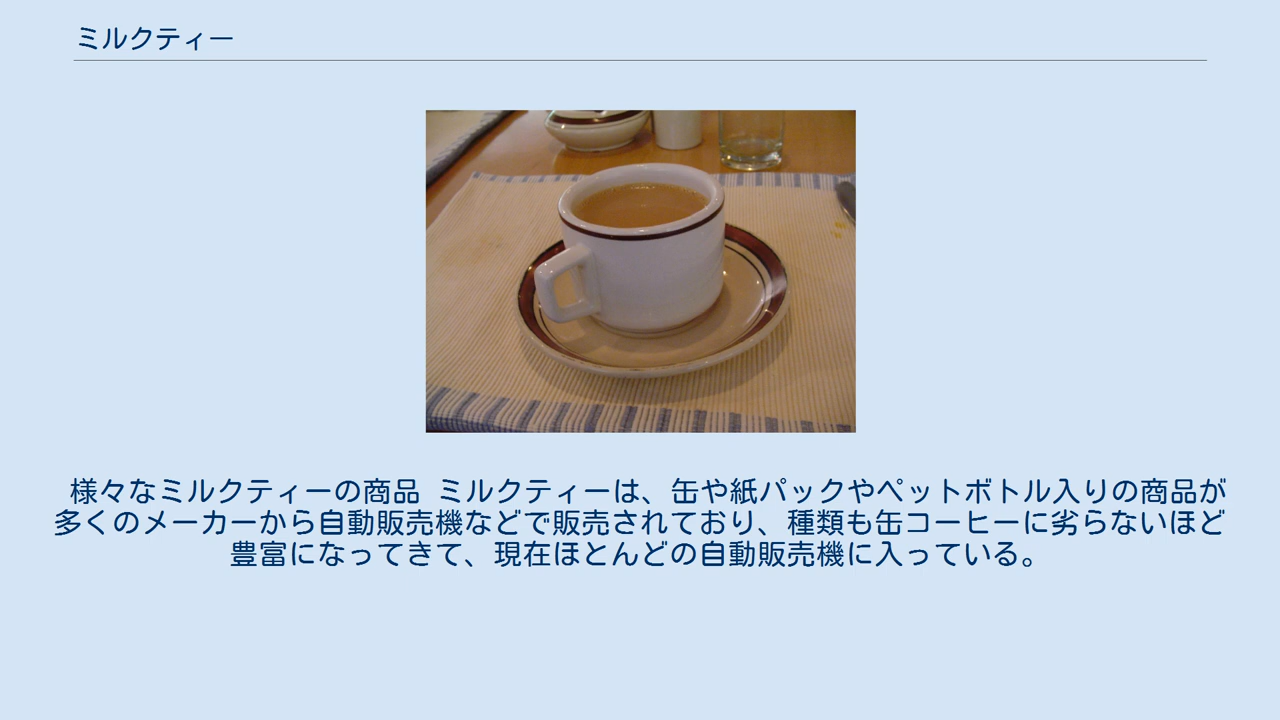 ミルクティー
様々なミルクティーの商品 ミルクティーは、缶や紙パックやペットボトル入りの商品が
多くのメーカーから自動販売機などで販売されており、種類も缶コーヒーに劣らないほど
豊富になってきて、現在ほとんどの自動販売機に入っている。